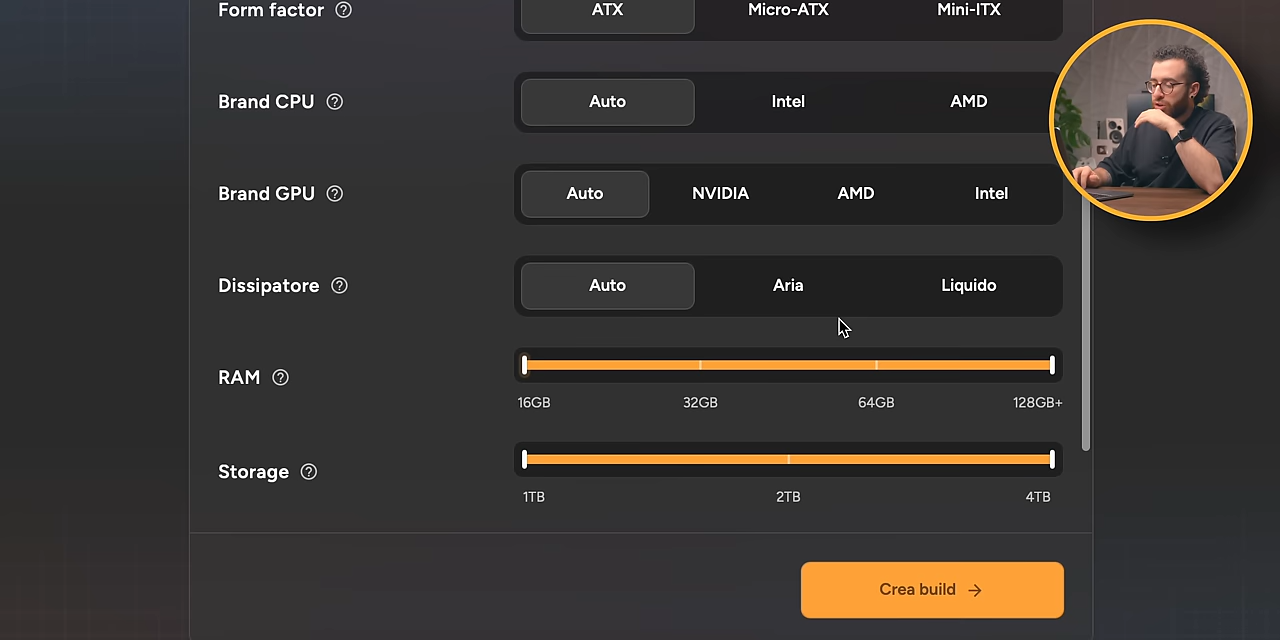 Form factor ATX Micro-ATX Mini-ITX
Brand CPU Auto Intel AMD
Brand GPU Auto NVIDIA AMD Intel
Dissipatore Auto Aria Liquido
RAM
16GB 32GB 64GB 128GB+
Storage
1TB 2TB 4TB
Crea build →